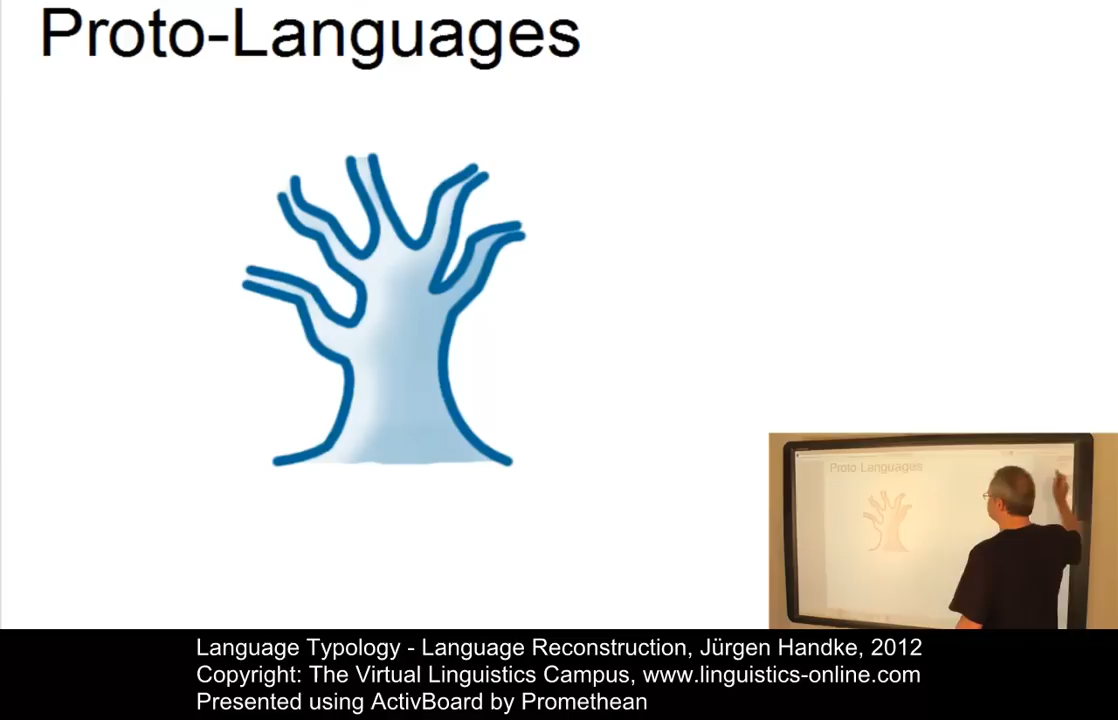 Proto-Languages
Proto Languages
Language Typology - Language Reconstruction, Jürgen Handke, 2012
Copyright: The Virtual Linguistics Campus, www.linguistics-online.com
Presented using ActivBoard by Promethean